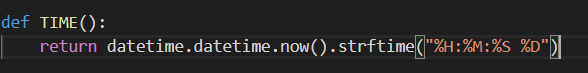 def TIME():
    return datetime.datetime.now().strftime("%H:%M:%S %D")